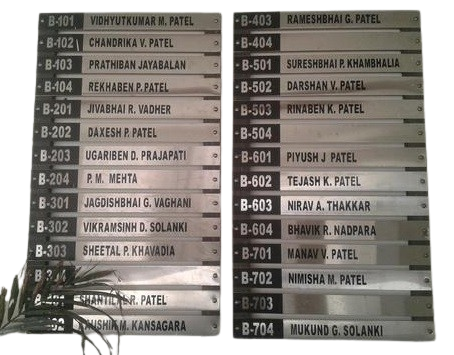 B-101 VIDHYUTKUMAR M. PATEL
B-102 CHANDRIKA V. PATEL
B-103 PRATHIBAN JAYABALAN
B-104 REKHABEN P. PATEL
B-201 JIVABHAI R. VADHER
B-202 DAXESH P. PATEL
B-203 UGARIBEN D. PRAJAPATI
B-204 P. M. MEHTA
B-301 JAGDISHBHAI G. VAGHANI
B-302 VIKRAMSINH D. SOLANKI
B-303 SHEETAL P. KHAVADIA
R. PATEL
M. KANSAGARA
B-403 RAMESHBHAI G. PATEL
B-404
B-501 SURESHBHAI P. KHAMBHALIA
B-502 DARSHAN V. PATEL
B-503 RINABEN K. PATEL
B-504
B-601 PIYUSH J PATEL
B-602 TEJASH K. PATEL
B-603 NIRAV A. THAKKAR
B-604 BHAVIK R. NADPARA
B-701 MANAV V. PATEL
B-702 NIMISHA M. PATEL
B-703
B-704 MUKUND G. SOLANKI